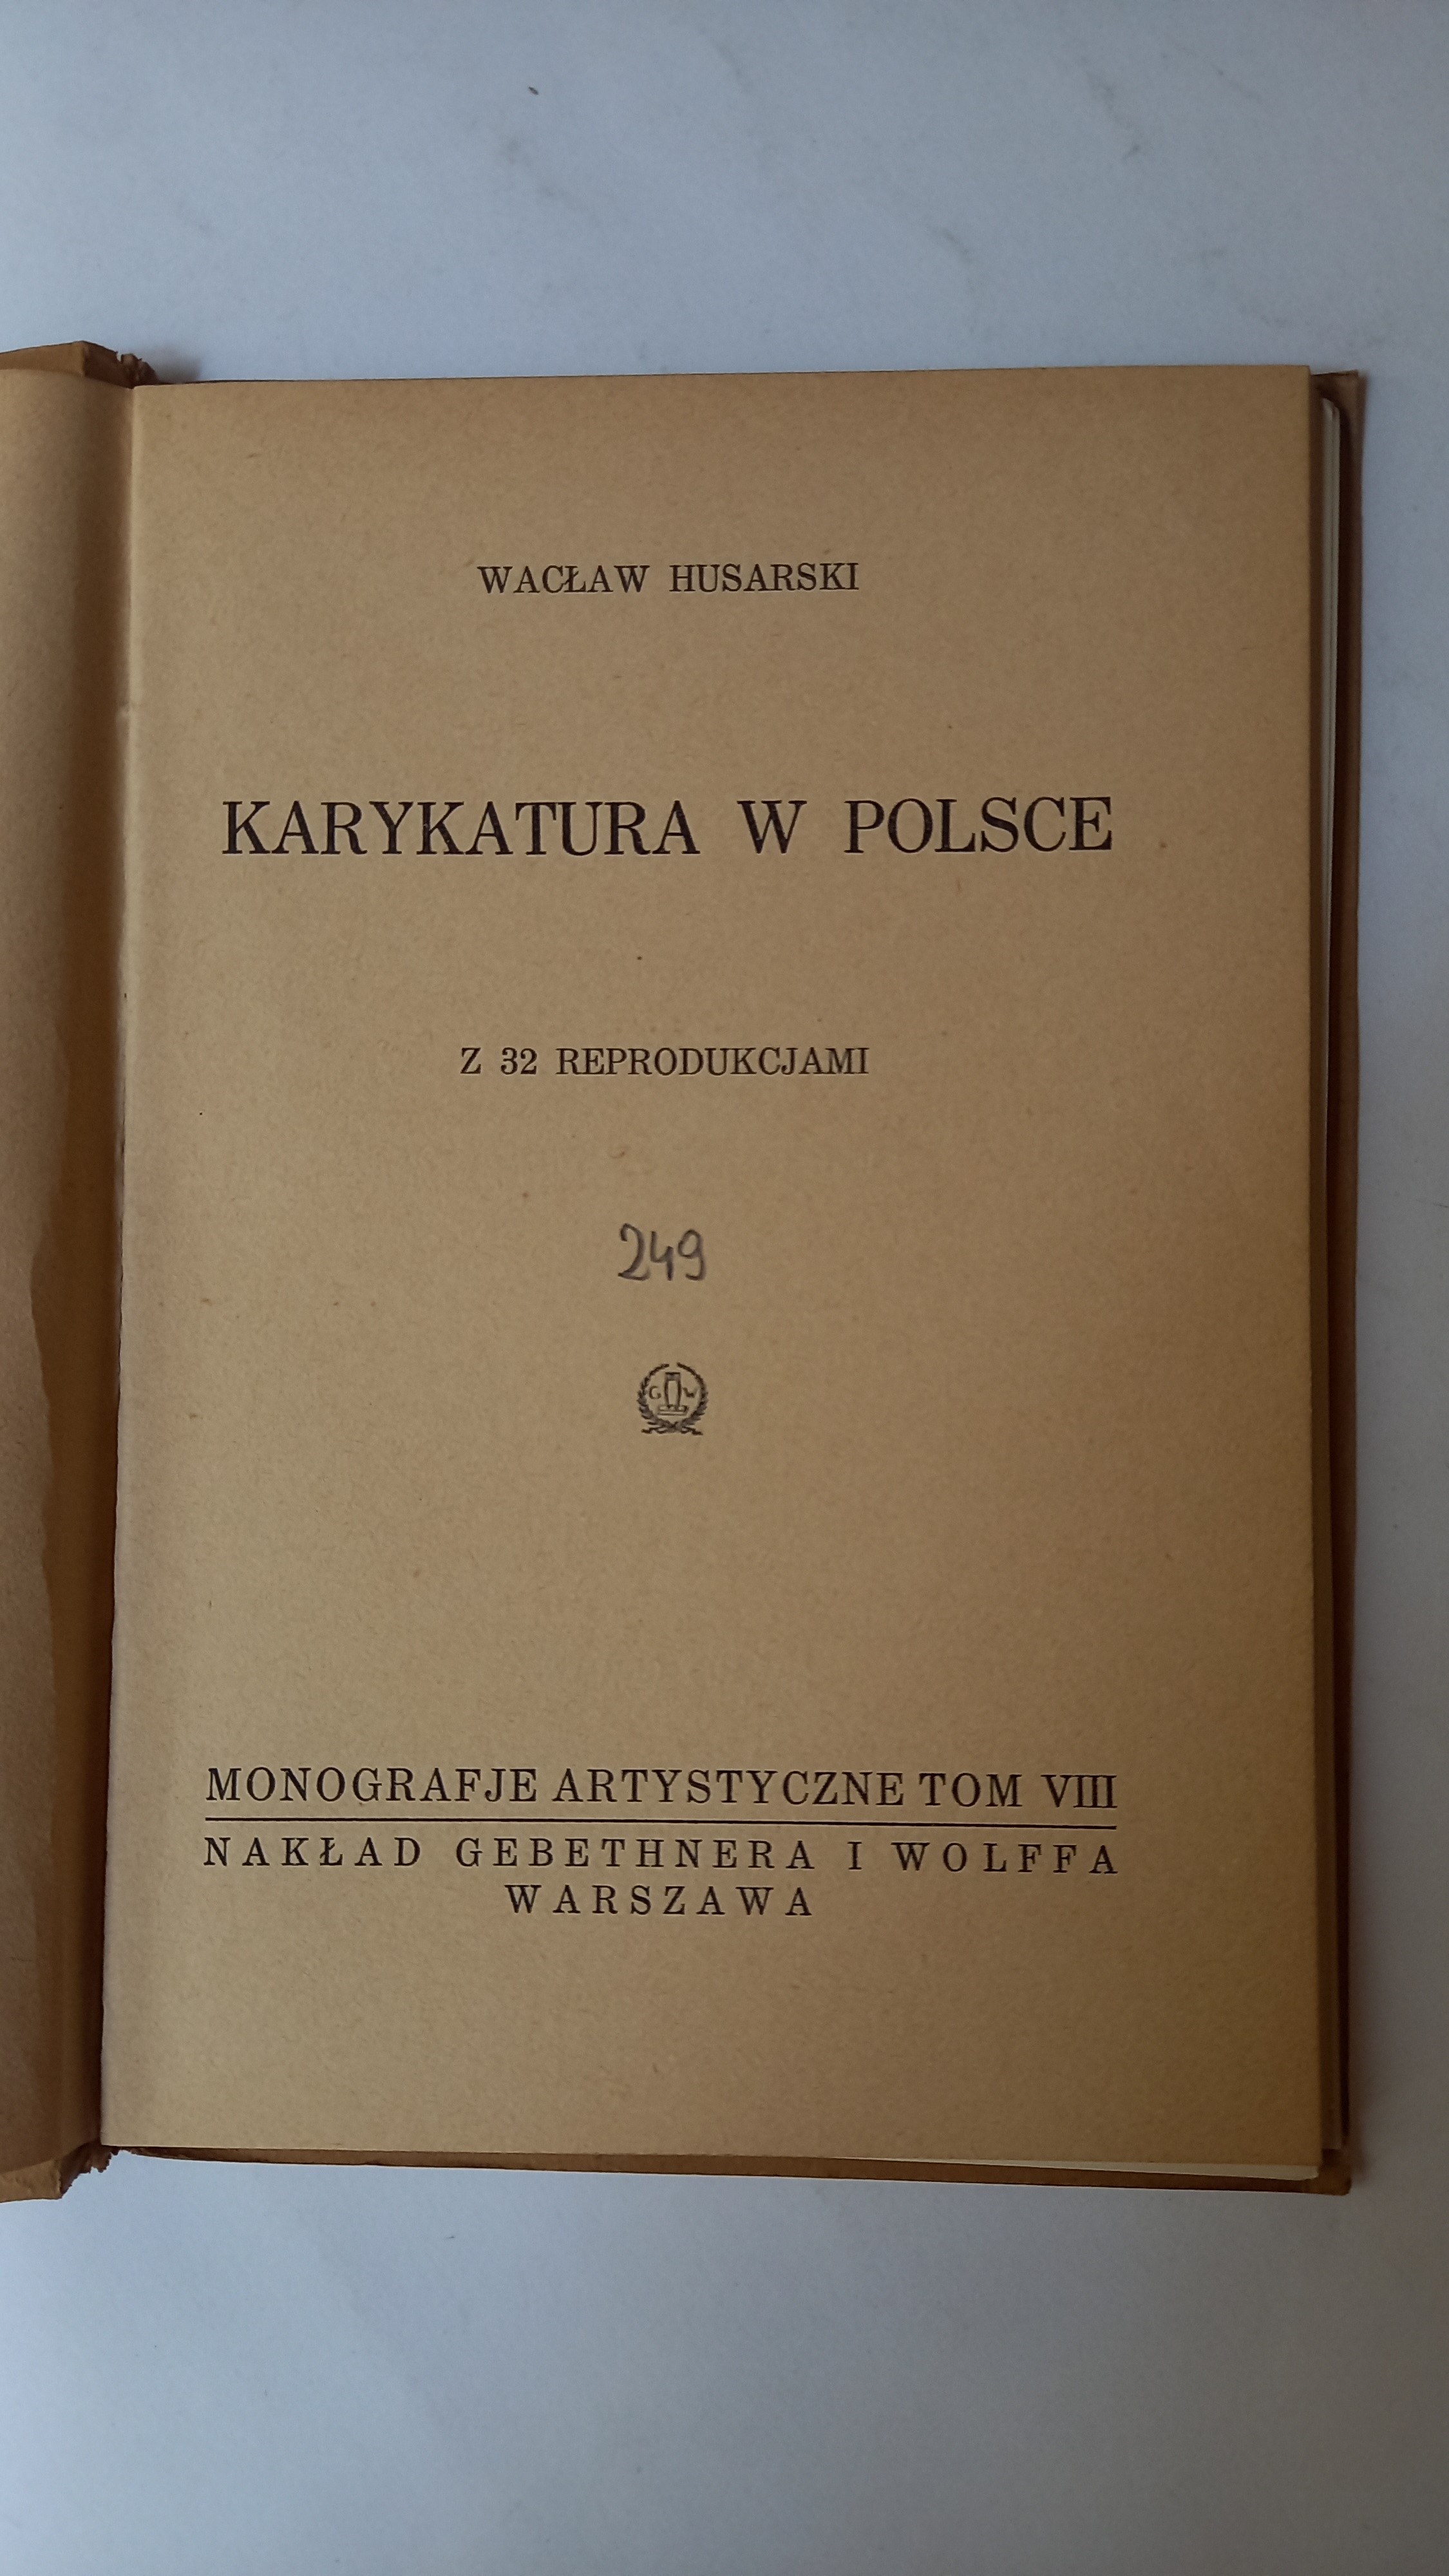 WACŁAW HUSARSKI
KARYKATURA W POLSCE
Z 32 REPRODUKCJAMI
249
G W
MONOGRAFJE ARTYSTYCZNE TOM VIII
NAKŁAD GEBETHNERA I WOLFFA
WARSZAWA